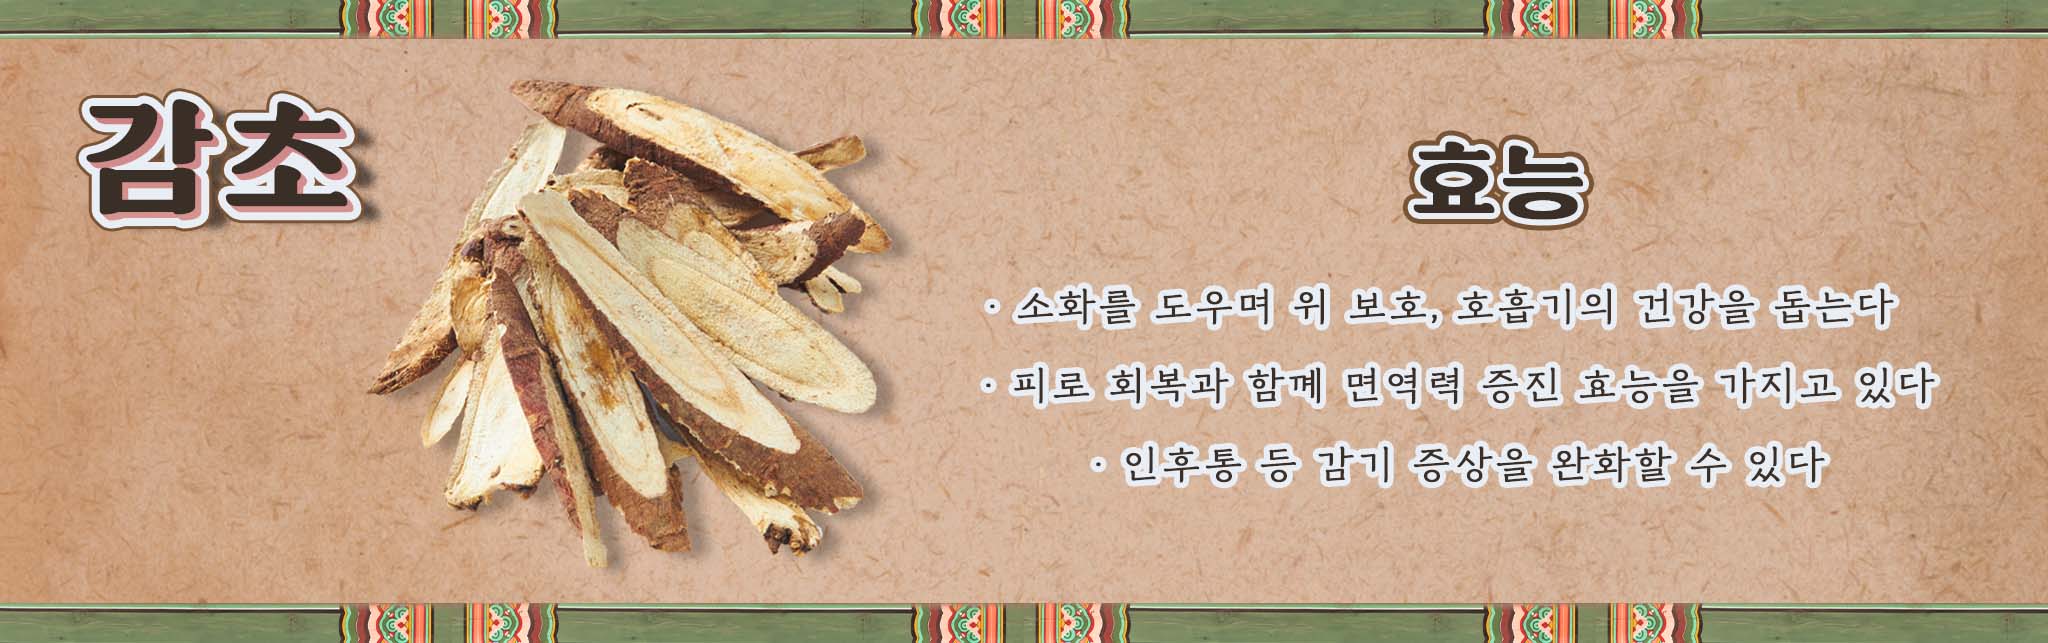 감초
효능
· 소화를 도우며 위 보호, 호흡기의 건강을 돕는다
· 피로 회복과 함꼐 면역력 증진 효능을 가지고 있다
· 인후통 등 감기 증상을 완화할 수 있다